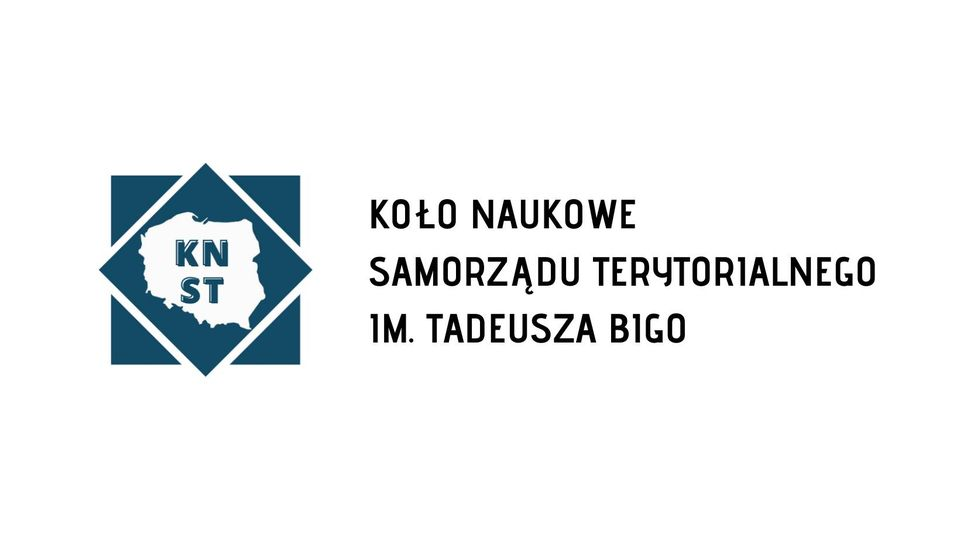 KN
ST
KOŁO NAUKOWE
SAMORZĄDU TERYTORIALNEGO
IM. TADEUSZA BIGO